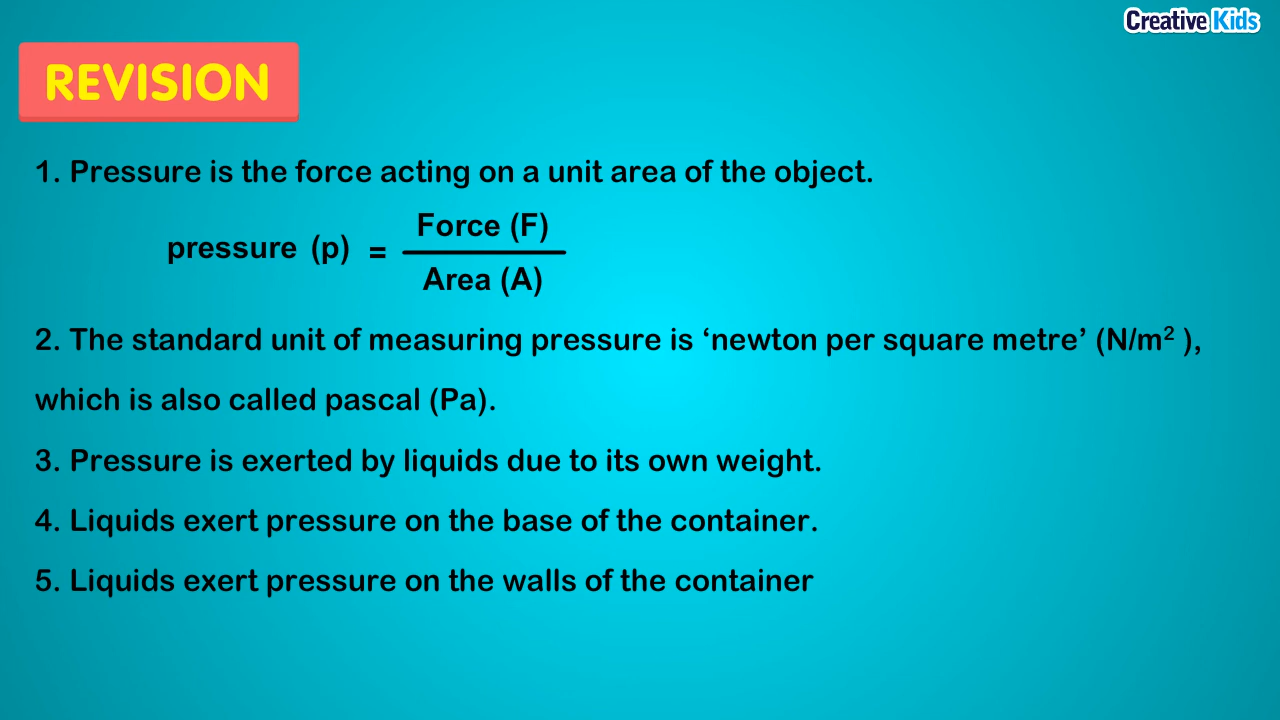 Creative Kids
REVISION
1. Pressure is the force acting on a unit area of the object.
pressure (p) = Force (F)
Area (A)
2. The standard unit of measuring pressure is ‘newton per square metre’ (N/m² ),
which is also called pascal (Pa).
3. Pressure is exerted by liquids due to its own weight.
4. Liquids exert pressure on the base of the container.
5. Liquids exert pressure on the walls of the container